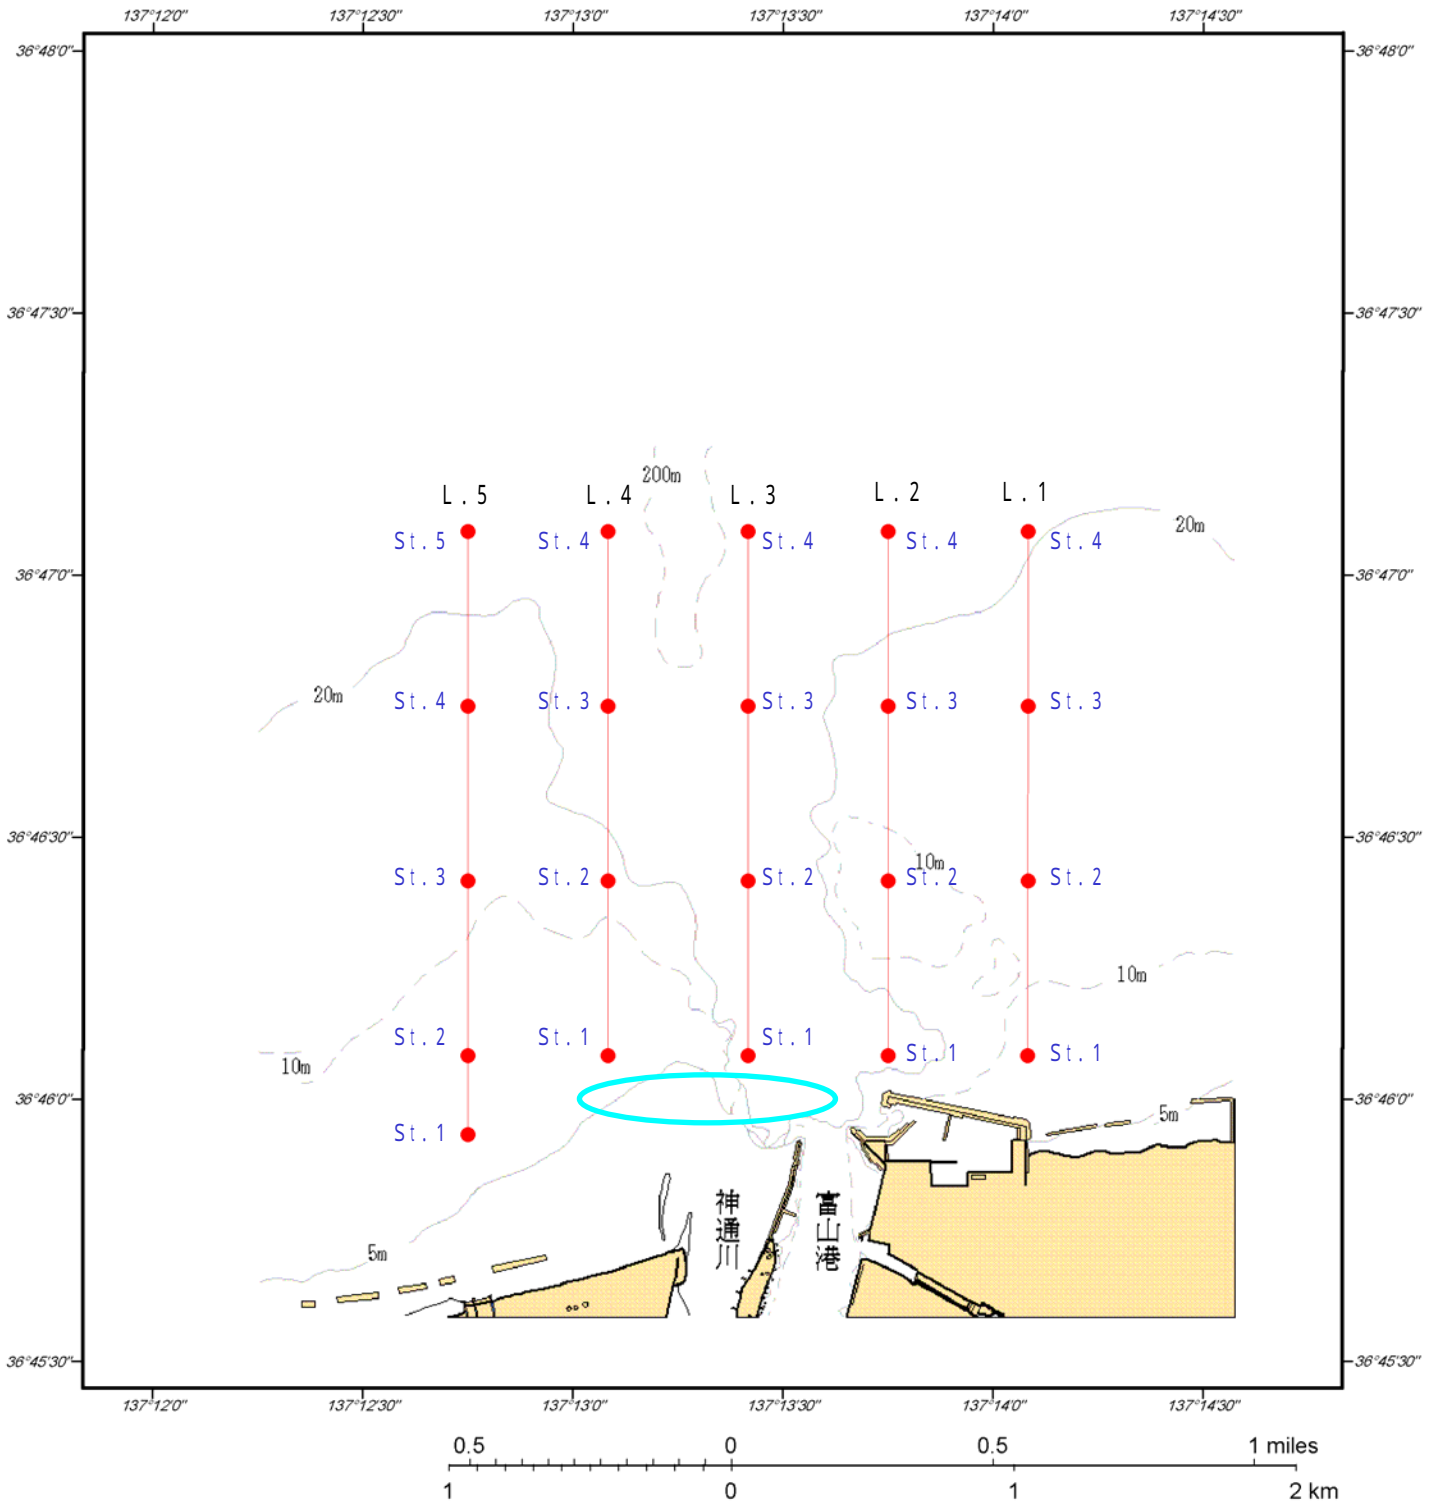 137°12'0" 137°12'30" 137°13'0" 137°13'30" 137°14'0" 137°14'30"
36°48'0" 36°48'0"
36°47'30" 36°47'30"
200m
L.5 L.4 L.3 L.2 L.1
20m
St.5 St.4 St.4 St.4 St.4
36°47'0" 36°47'0"
20m
St.4 St.3 St.3 St.3 St.3
36°46'30" 36°46'30"
10m
St.3 St.2 St.2 St.2 St.2
10m
St.2 St.1 St.1 St.1 St.1
10m
36°46'0" 36°46'0"
5m
St.1
神通川
富山港
5m
36°45'30" 36°45'30"
137°12'0" 137°12'30" 137°13'0" 137°13'30" 137°14'0" 137°14'30"
0.5 0 0.5 1 miles
1 0 1 2 km